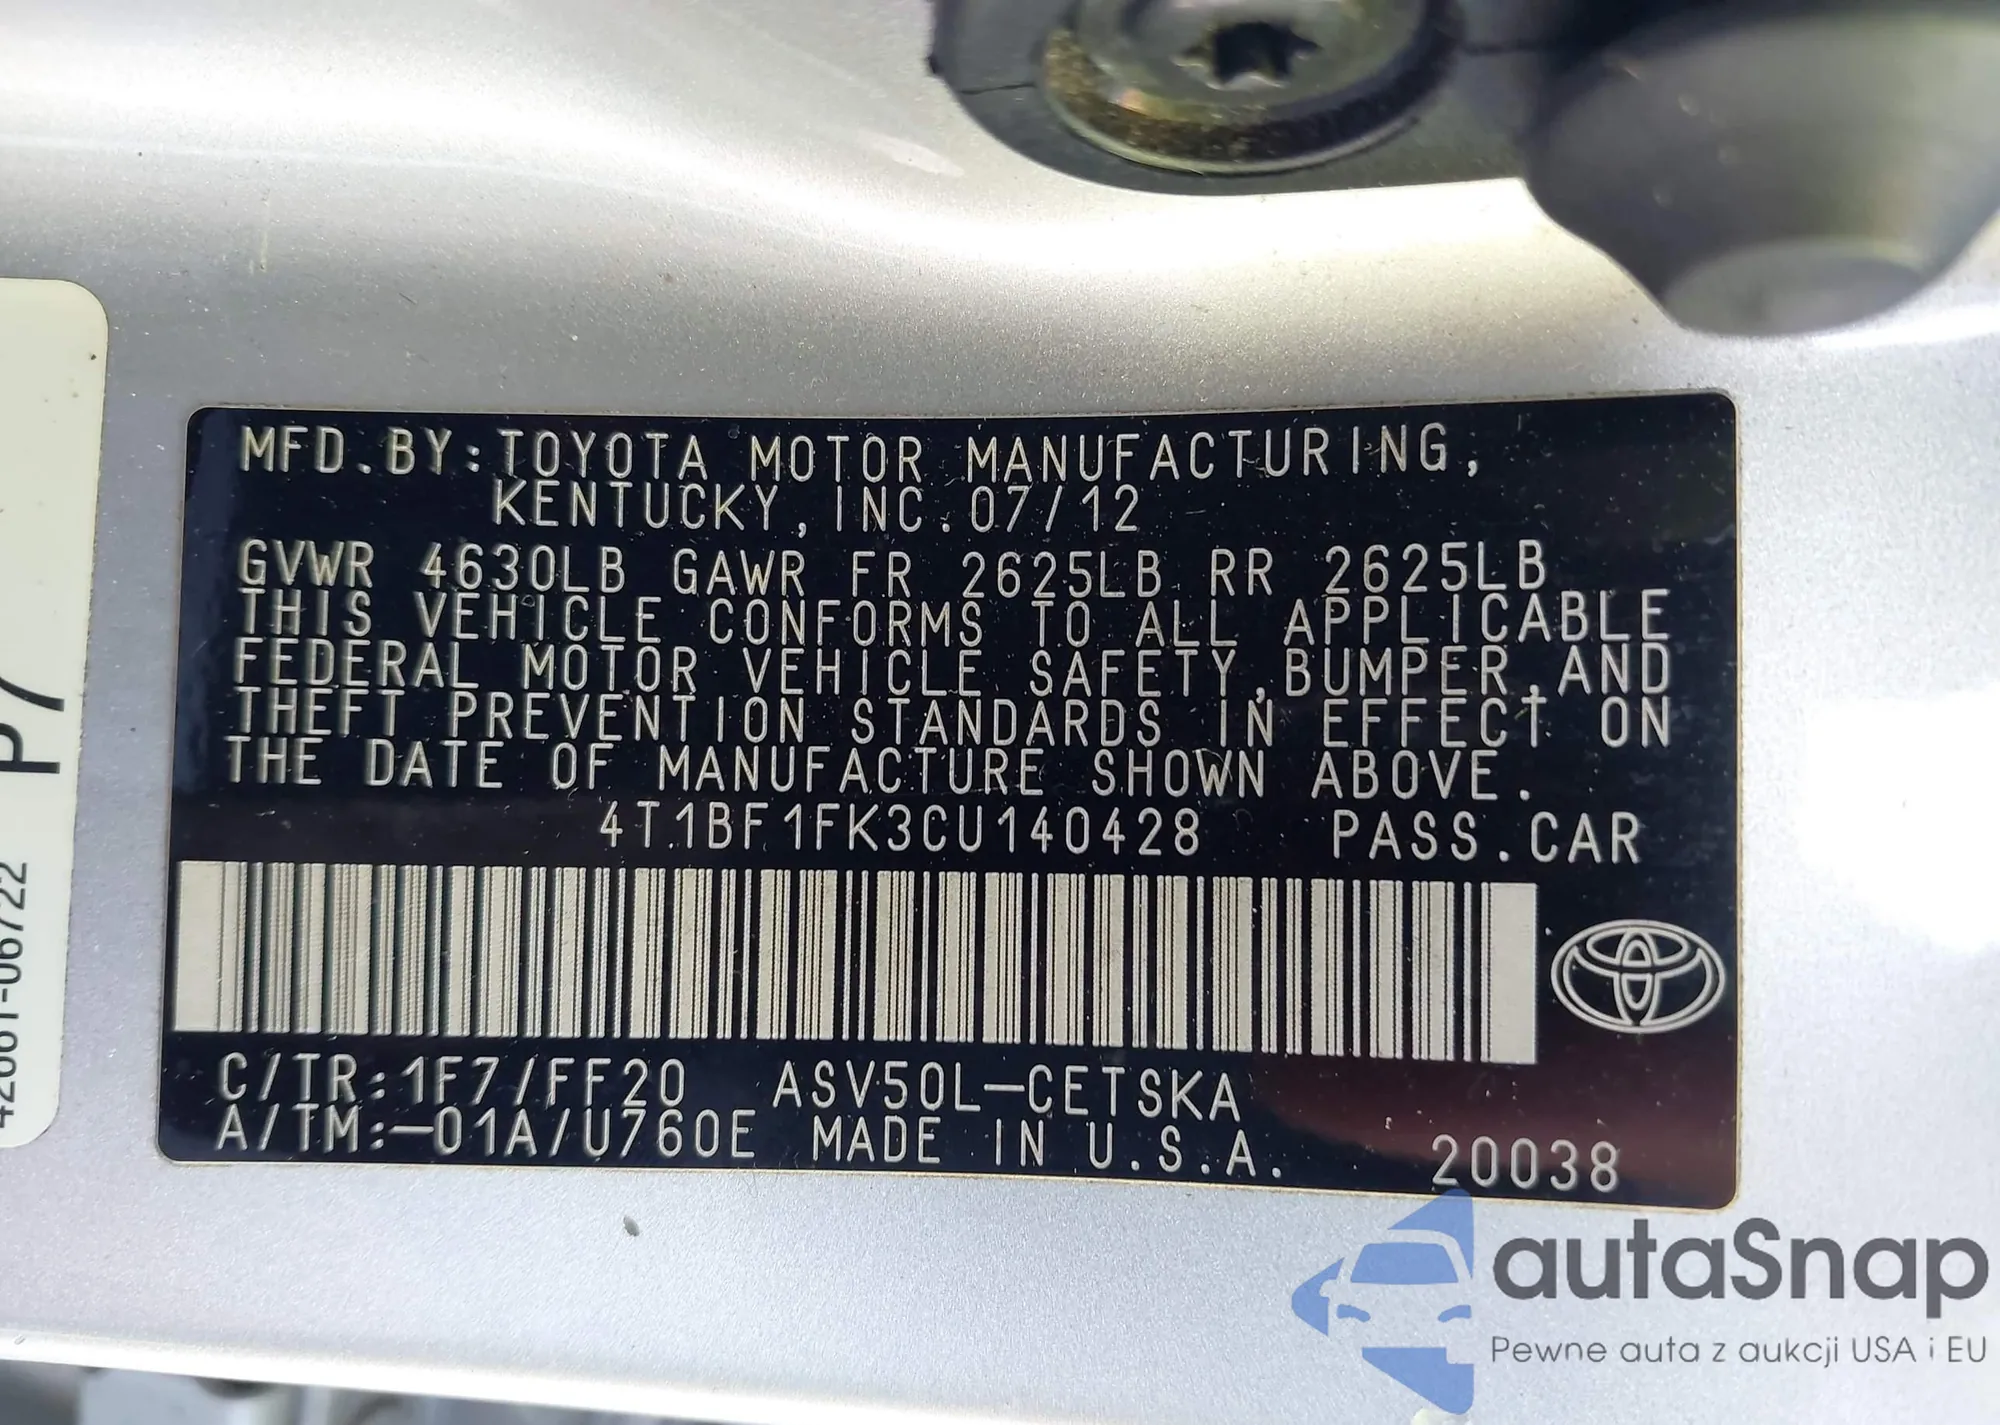 MFD.BY:TOYOTA MOTOR MANUFACTURING,
KENTUCKY,INC.07/12
GVWR 4630LB GAWR FR 2625LB RR 2625LB
THIS VEHICLE CONFORMS TO ALL APPLICABLE
FEDERAL MOTOR VEHICLE SAFETY,BUMPER,AND
THEFT PREVENTION STANDARDS IN EFFECT ON
THE DATE OF MANUFACTURE SHOWN ABOVE.
4T1BF1FK3CU140428 PASS.CAR
C/TR:1F7/FF20 ASV50L-CETSKA
A/TM:-01A/U760E MADE IN U.S.A. 20038
P7
42661-06722
autaSnap
Pewne auta z aukcji USA i EU